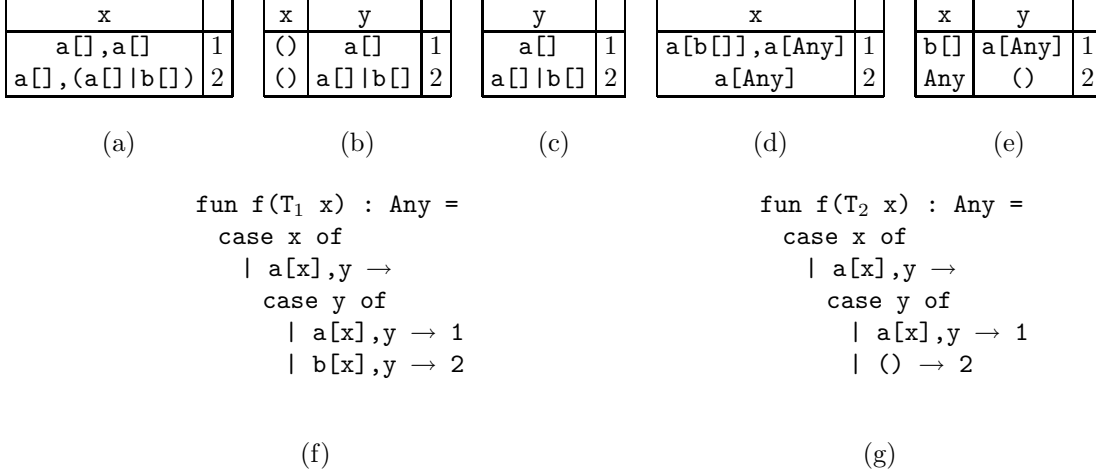 x
a[],a[] 1
a[],(a[]|b[]) 2
x y
() a[] 1
() a[]|b[] 2
y
a[] 1
a[]|b[] 2
x
a[b[]],a[Any] 1
a[Any] 2
x y
b[] a[Any] 1
Any () 2
(a) (b) (c) (d) (e)
fun f(T₁ x) : Any =
case x of
| a[x],y →
case y of
| a[x],y → 1
| b[x],y → 2
(f)
fun f(T₂ x) : Any =
case x of
| a[x],y →
case y of
| a[x],y → 1
| () → 2
(g)